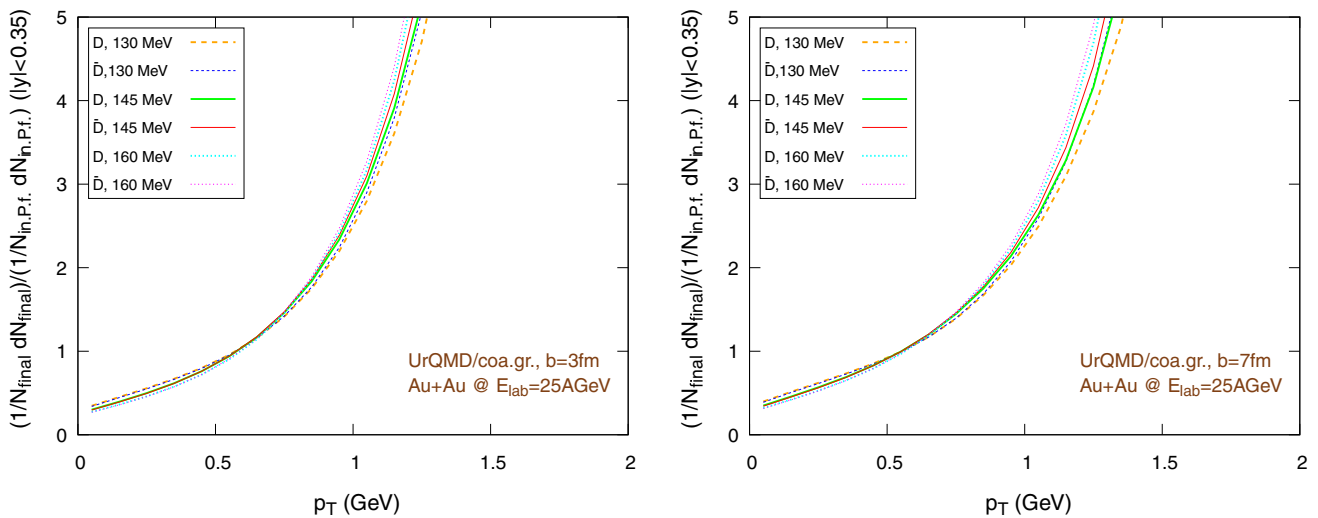 (1/N_final dN_final)/(1/N_in.P.f. dN_in.P.f.) (|y|<0.35)
5
4
3
2
1
0
D, 130 MeV
D̄,130 MeV
D, 145 MeV
D̄, 145 MeV
D, 160 MeV
D̄, 160 MeV
UrQMD/coa.gr., b=3fm
Au+Au @ E_lab=25AGeV
0 0.5 1 1.5 2
p_T (GeV)
(1/N_final dN_final)/(1/N_in.P.f. dN_in.P.f.) (|y|<0.35)
5
4
3
2
1
0
D, 130 MeV
D̄,130 MeV
D, 145 MeV
D̄, 145 MeV
D, 160 MeV
D̄, 160 MeV
UrQMD/coa.gr., b=7fm
Au+Au @ E_lab=25AGeV
0 0.5 1 1.5 2
p_T (GeV)